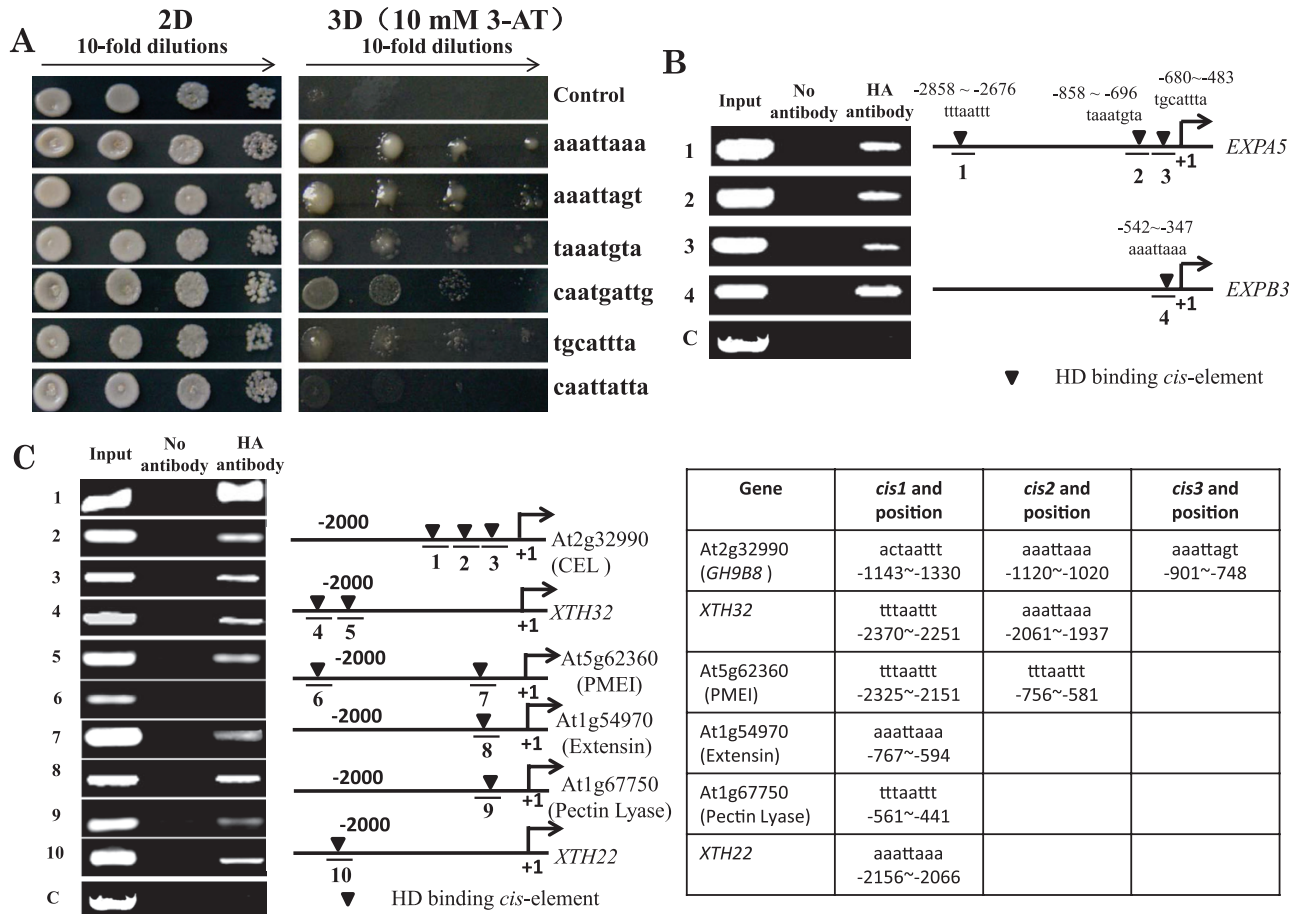 A
2D
3D（10 mM 3-AT）
10-fold dilutions
10-fold dilutions
Control
aaattaaa
aaattagt
taaatgta
caatgattg
tgcattta
caattatta
B
Input
No antibody
HA antibody
1
2
3
4
C
-2858 ~ -2676
tttaattt
-858 ~ -696
taaatgta
-680~-483
tgcattta
1
2
3
+1
EXPA5
-542~-347
aaattaaa
4
+1
EXPB3
HD binding cis-element
C
Input
No antibody
HA antibody
1
2
3
4
5
6
7
8
9
10
C
-2000
1
2
3
+1
At2g32990
(CEL )
-2000
4
5
+1
XTH32
-2000
6
7
+1
At5g62360
(PMEI)
-2000
8
+1
At1g54970
(Extensin)
-2000
9
+1
At1g67750
(Pectin Lyase)
-2000
10
+1
XTH22
HD binding cis-element
Gene
cis1 and position
cis2 and position
cis3 and position
At2g32990
(GH9B8 )
actaattt
-1143~-1330
aaattaaa
-1120~-1020
aaattagt
-901~-748
XTH32
tttaattt
-2370~-2251
aaattaaa
-2061~-1937
At5g62360
(PMEI)
tttaattt
-2325~-2151
tttaattt
-756~-581
At1g54970
(Extensin)
aaattaaa
-767~-594
At1g67750
(Pectin Lyase)
tttaattt
-561~-441
XTH22
aaattaaa
-2156~-2066